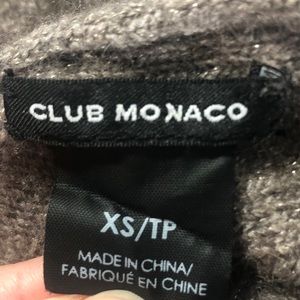 CLUB MONACO
XS/TP
MADE IN CHINA/
FABRIQUÉ EN CHINE